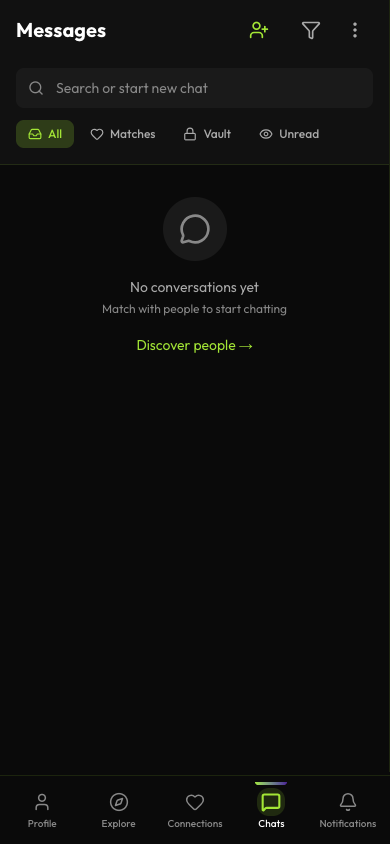 Messages
Search or start new chat
All Matches Vault Unread
No conversations yet
Match with people to start chatting
Discover people →
Profile Explore Connections Chats Notifications